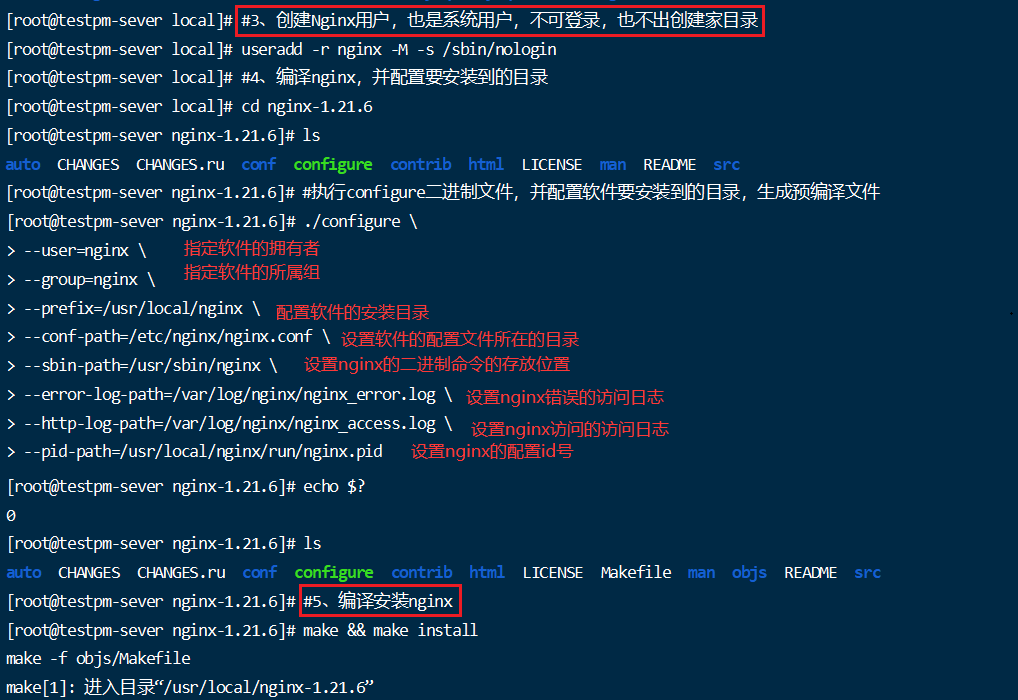 [root@testpm-sever local]# #3、创建Nginx用户，也是系统用户，不可登录，也不出创建家目录
[root@testpm-sever local]# useradd -r nginx -M -s /sbin/nologin
[root@testpm-sever local]# #4、编译nginx，并配置要安装到的目录
[root@testpm-sever local]# cd nginx-1.21.6
[root@testpm-sever nginx-1.21.6]# ls
auto CHANGES CHANGES.ru conf configure contrib html LICENSE man README src
[root@testpm-sever nginx-1.21.6]# #执行configure二进制文件，并配置软件要安装到的目录，生成预编译文件
[root@testpm-sever nginx-1.21.6]# ./configure \
> --user=nginx \ 指定软件的拥有者
> --group=nginx \ 指定软件的所属组
> --prefix=/usr/local/nginx \ 配置软件的安装目录
> --conf-path=/etc/nginx/nginx.conf \ 设置软件的配置文件所在的目录
> --sbin-path=/usr/sbin/nginx \ 设置nginx的二进制命令的存放位置
> --error-log-path=/var/log/nginx/nginx_error.log \ 设置nginx错误的访问日志
> --http-log-path=/var/log/nginx/nginx_access.log \ 设置nginx访问的访问日志
> --pid-path=/usr/local/nginx/run/nginx.pid 设置nginx的配置id号
[root@testpm-sever nginx-1.21.6]# echo $?
0
[root@testpm-sever nginx-1.21.6]# ls
auto CHANGES CHANGES.ru conf configure contrib html LICENSE Makefile man objs README src
[root@testpm-sever nginx-1.21.6]# #5、编译安装nginx
[root@testpm-sever nginx-1.21.6]# make && make install
make -f objs/Makefile
make[1]: 进入目录“/usr/local/nginx-1.21.6”